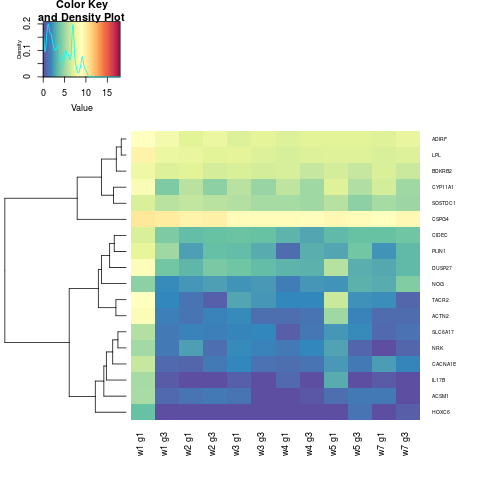 Color Key
and Density Plot
Density
0 0.1 0.2
0 5 10 15
Value
ADIRF
LPL
BDKRB2
CYP11A1
SOSTDC1
CSPG4
CIDEC
PLIN1
DUSP27
NOG
TACR2
ACTN2
SLC6A17
NRK
CACNA1E
IL17B
ACSM1
HOXC6
w1 g1
w1 g3
w2 g1
w2 g3
w3 g1
w3 g3
w4 g1
w4 g3
w5 g1
w5 g3
w7 g1
w7 g3